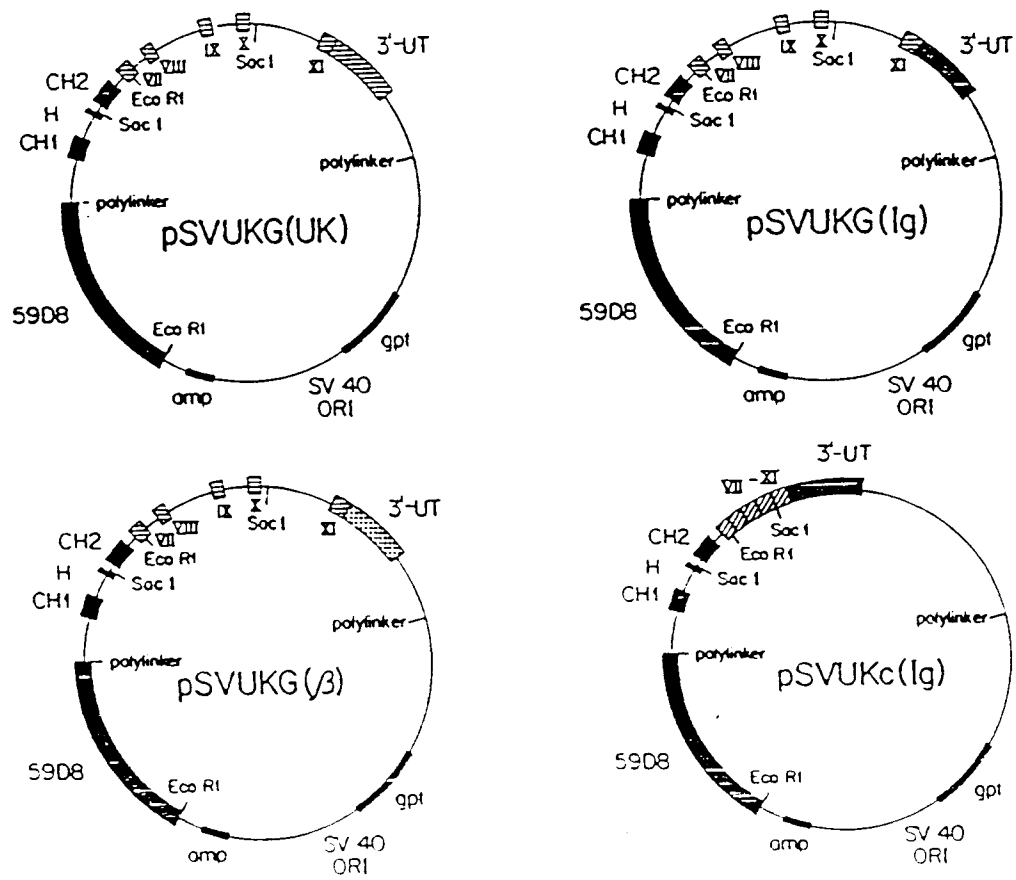 3'-UT
IX
X
Sac 1
XI
VIII
VII
CH2
Eco R1
H
Sac 1
CH1
polylinker
polylinker
pSVUKG(UK)
59D8
Eco R1
gpt
amp
SV 40
ORI
3'-UT
IX
X
Sac 1
XI
VIII
VII
CH2
Eco R1
H
Sac 1
CH1
polylinker
polylinker
pSVUKG(Ig)
59D8
Eco R1
gpt
amp
SV 40
ORI
3'-UT
IX
X
Sac 1
XI
VIII
VII
CH2
Eco R1
H
Sac 1
CH1
polylinker
polylinker
pSVUKG(β)
59D8
Eco R1
gpt
amp
SV 40
ORI
3'-UT
VII - XI
Sac 1
CH2
Eco R1
H
Sac 1
CH1
polylinker
polylinker
pSVUKc(Ig)
59D8
Eco R1
gpt
amp
SV 40
ORI